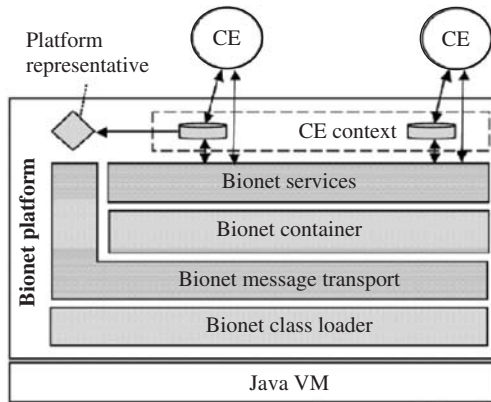 Platform
representative
CE
CE
CE context
Bionet platform
Bionet services
Bionet container
Bionet message transport
Bionet class loader
Java VM